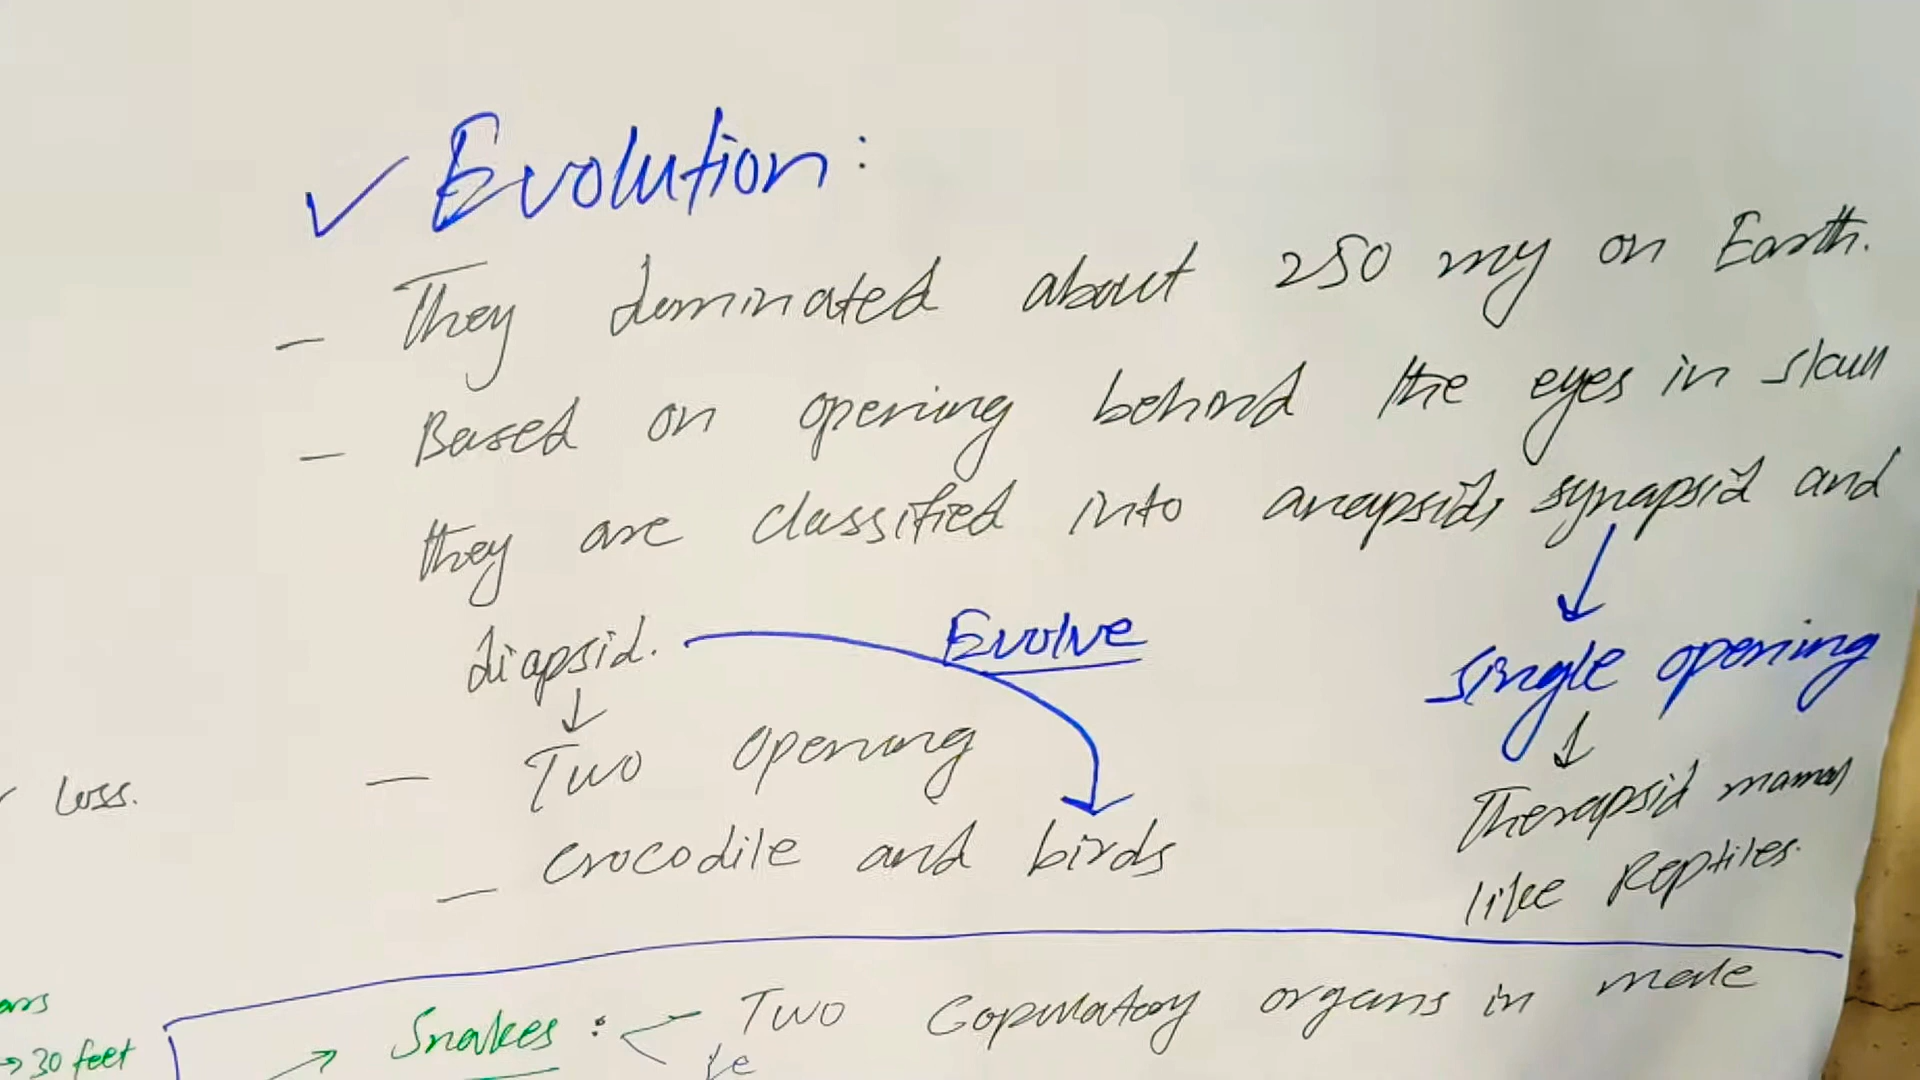 ✓ Evolution:
- They dominated about 250 my on Earth.
- Based on opening behind the eyes in skull
they are classified into anapsids, synapsid and
diapsid.
Evolve
single opening
↓
Two opening
- crocodile and birds
Therapsid mamal
like Reptiles.
loss.
→ Snakes : Two Copulatory organs in male
→ 30 feet